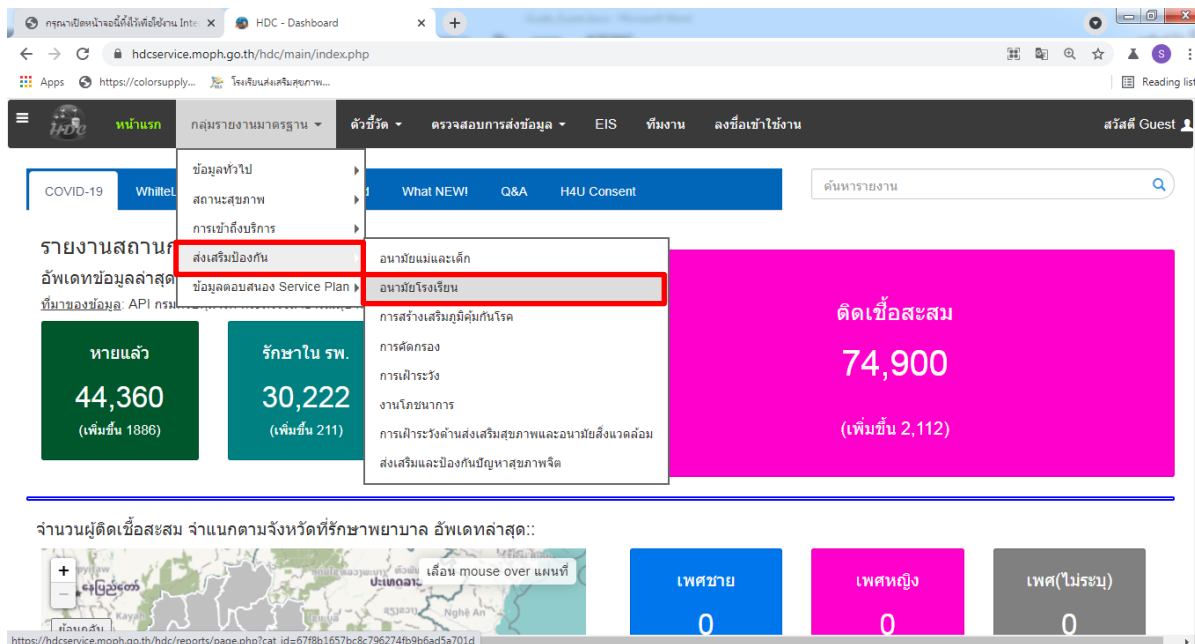 กรุณาเปิดหน้าจอนี้ทิ้งไว้เพื่อใช้งาน Inte
HDC - Dashboard
hdcservice.moph.go.th/hdc/main/index.php
Apps
https://colorsupply...
โรงเรียนส่งเสริมสุขภาพ...
Reading list
HDC
หน้าแรก
กลุ่มรายงานมาตรฐาน
ตัวชี้วัด
ตรวจสอบการส่งข้อมูล
EIS
ทีมงาน
ลงชื่อเข้าใช้งาน
สวัสดี Guest
ข้อมูลทั่วไป
สถานะสุขภาพ
การเข้าถึงบริการ
ส่งเสริมป้องกัน
ข้อมูลตอบสนอง Service Plan
COVID-19
WhilteL
What NEW!
Q&A
H4U Consent
ค้นหารายงาน
อนามัยแม่และเด็ก
อนามัยโรงเรียน
การสร้างเสริมภูมิคุ้มกันโรค
การคัดกรอง
การเฝ้าระวัง
งานโภชนาการ
การเฝ้าระวังด้านส่งเสริมสุขภาพและอนามัยสิ่งแวดล้อม
ส่งเสริมและป้องกันปัญหาสุขภาพจิต
รายงานสถานก
อัพเดทข้อมูลล่าสุด
ที่มาของข้อมูล: API กรม
หายแล้ว
44,360
(เพิ่มขึ้น 1886)
รักษาใน รพ.
30,222
(เพิ่มขึ้น 211)
ติดเชื้อสะสม
74,900
(เพิ่มขึ้น 2,112)
จำนวนผู้ติดเชื้อสะสม จำแนกตามจังหวัดที่รักษาพยาบาล อัพเดทล่าสุด::
+
−
เลื่อน mouse over แผนที่
Kayah
Nghệ An
ย้อนกลับ
เพศชาย
0
เพศหญิง
0
เพศ(ไม่ระบุ)
0
https://hdcservice.moph.go.th/hdc/reports/page.php?cat_id=67f8b1657bc8c796274fb9b6ad5a701d